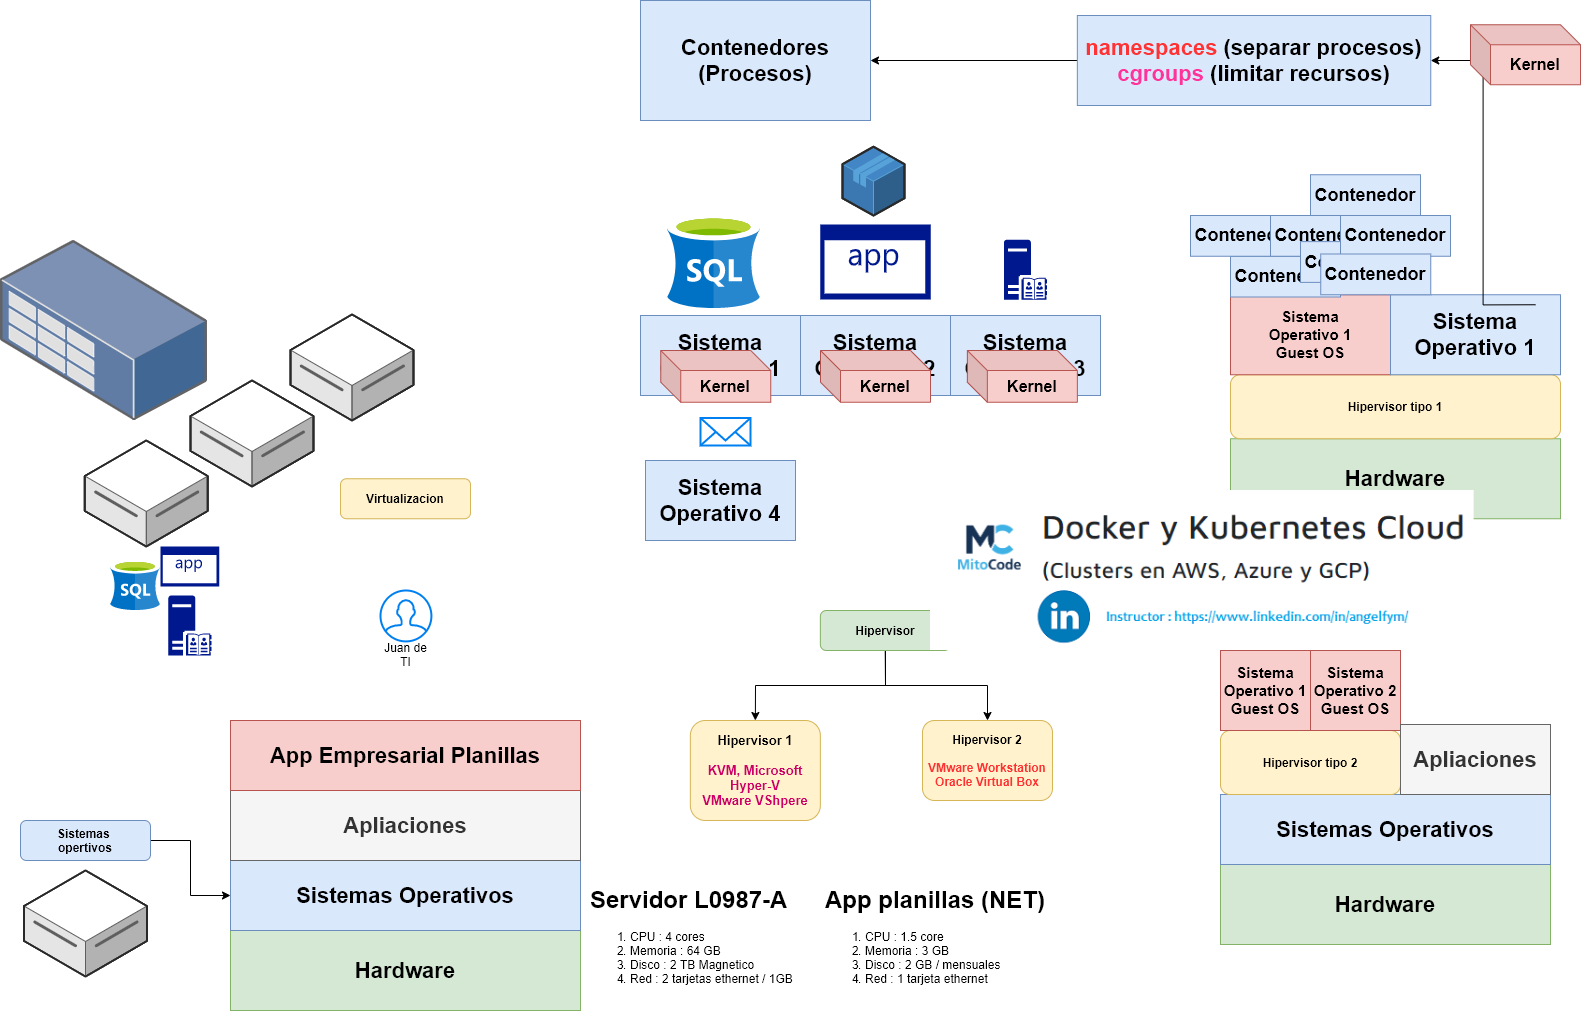 Contenedores
(Procesos)
namespaces (separar procesos)
cgroups (limitar recursos)
Kernel
Contenedor
Contened
Contene
Contenedor
Contene
Co
Contenedor
SQL
app
Sistema
1
Kernel
Sistema
2
Kernel
Sistema
3
Kernel
Sistema
Operativo 1
Guest OS
Sistema
Operativo 1
Hipervisor tipo 1
Hardware
Sistema
Operativo 4
Virtualizacion
SQL
app
Juan de
TI
MC
MitoCode
Docker y Kubernetes Cloud
(Clusters en AWS, Azure y GCP)
in
Instructor : https://www.linkedin.com/in/angelfym/
Hipervisor
Hipervisor 1
KVM, Microsoft
Hyper-V
VMware VShpere
Hipervisor 2
VMware Workstation
Oracle Virtual Box
Sistema
Operativo 1
Guest OS
Sistema
Operativo 2
Guest OS
Hipervisor tipo 2
Apliaciones
Sistemas Operativos
Hardware
App Empresarial Planillas
Apliaciones
Sistemas Operativos
Hardware
Sistemas
opertivos
Servidor L0987-A
1. CPU : 4 cores
2. Memoria : 64 GB
3. Disco : 2 TB Magnetico
4. Red : 2 tarjetas ethernet / 1GB
App planillas (NET)
1. CPU : 1.5 core
2. Memoria : 3 GB
3. Disco : 2 GB / mensuales
4. Red : 1 tarjeta ethernet